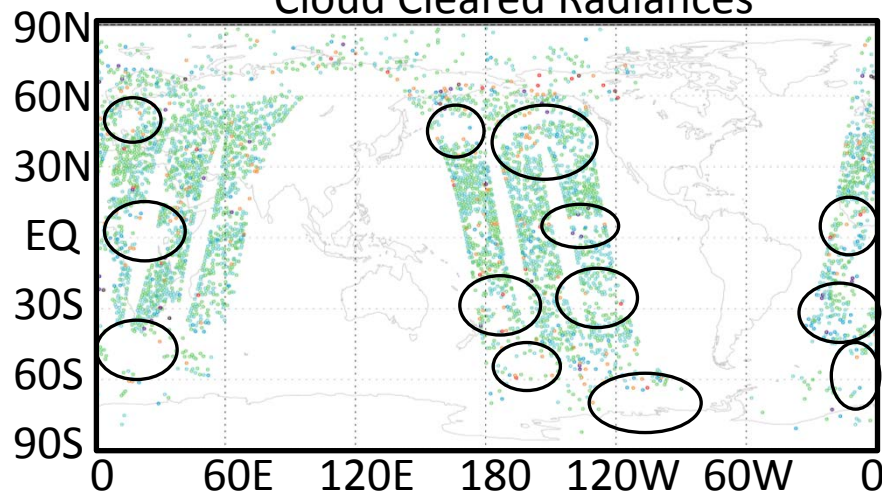 Cloud Cleared Radiances
90N
60N
30N
EQ
30S
60S
90S
0 60E 120E 180 120W 60W 0